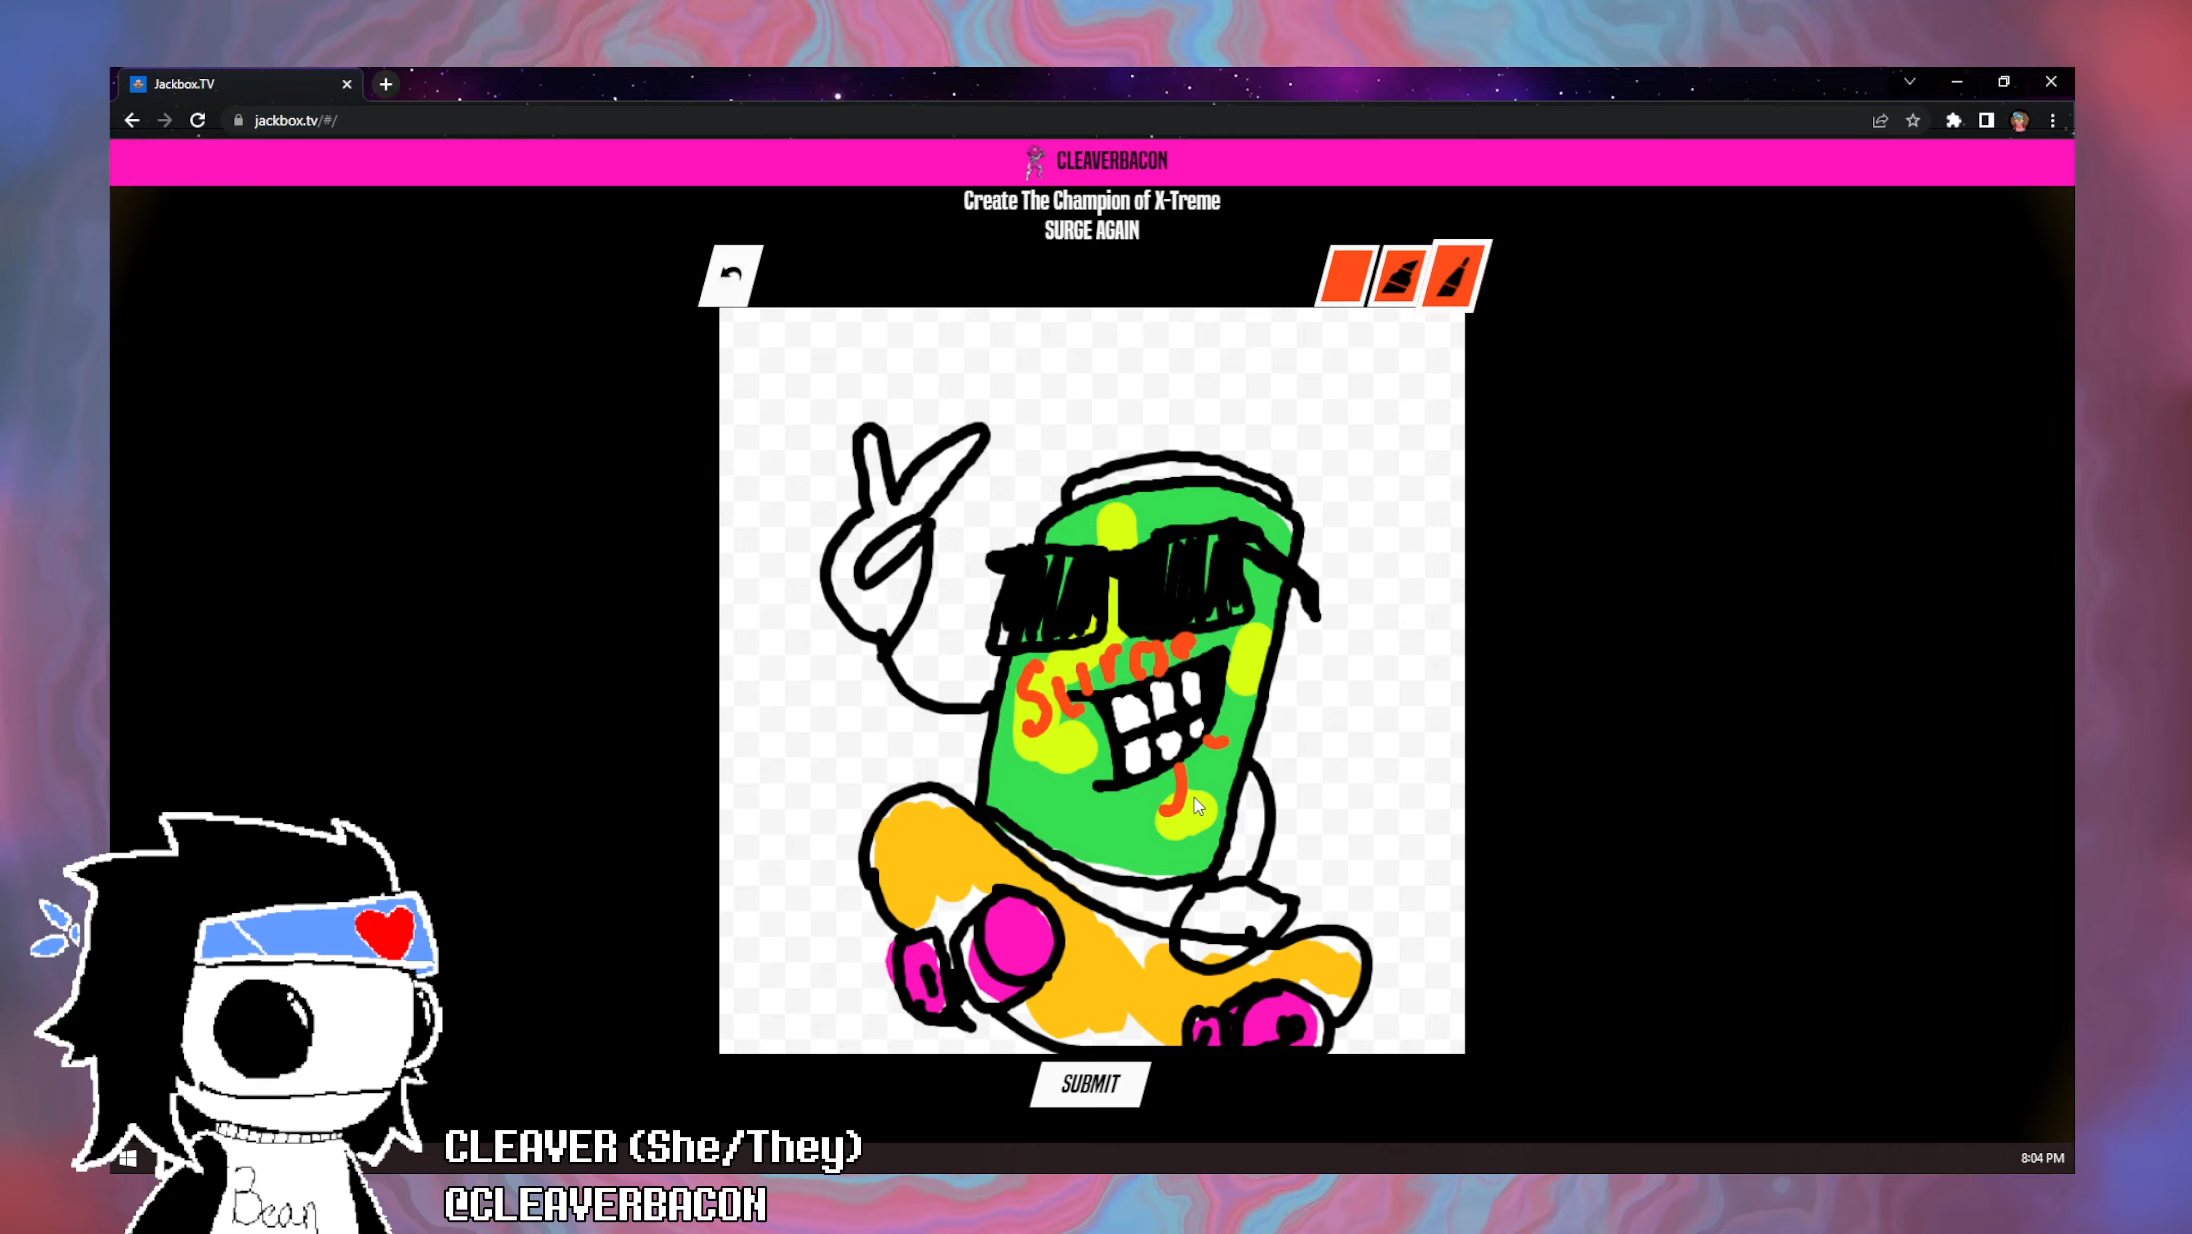 Jackbox.TV
jackbox.tv/#/
CLEAVERBACON
Create The Champion of X-Treme
SURGE AGAIN
Surge
SUBMIT
CLEAVER (She/They)
8:04 PM
@CLEAVERBACON
Bean